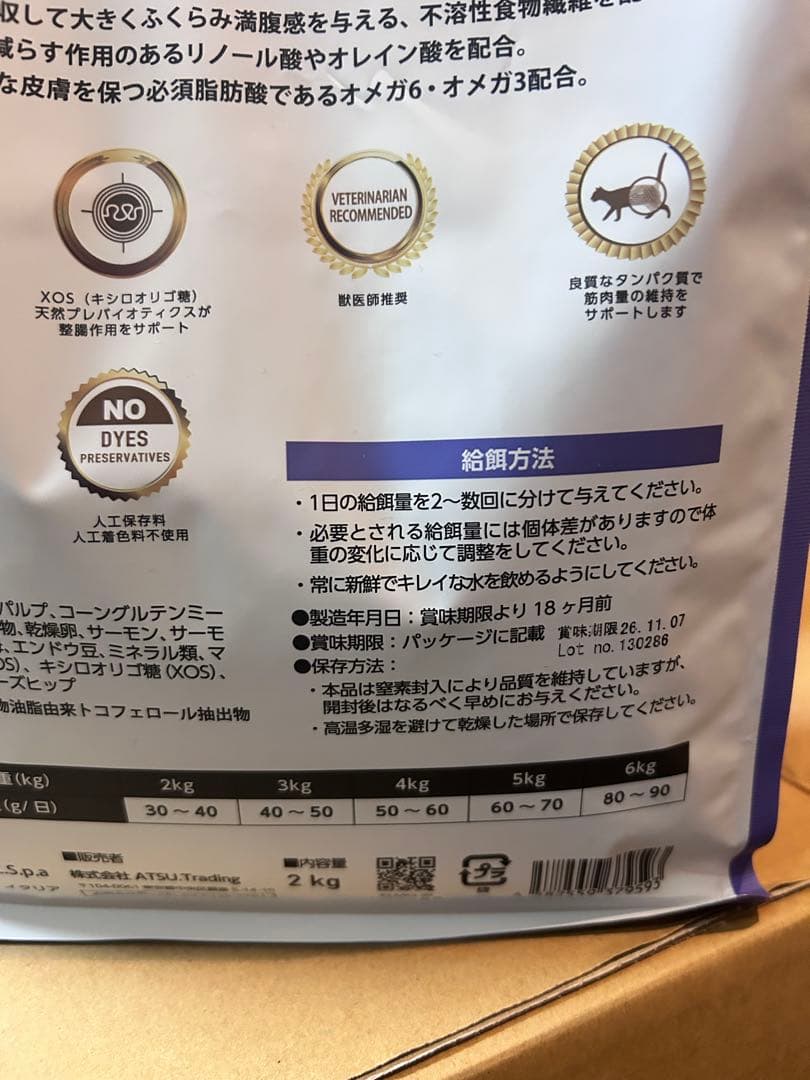 収して大きくふくらみ満腹感を与える、不溶性食物繊維を配
減らす作用のあるリノール酸やオレイン酸を配合。
な皮膚を保つ必須脂肪酸であるオメガ6・オメガ3配合。
VETERINARIAN
RECOMMENDED
XOS（キシロオリゴ糖）
天然プレバイオティクスが
整腸作用をサポート
獣医師推奨
良質なタンパク質で
筋肉量の維持を
サポートします
NO
DYES
PRESERVATIVES
人工保存料
人工着色料不使用
給餌方法
・1日の給餌量を2〜数回に分けて与えてください。
・必要とされる給餌量には個体差がありますので体
重の変化に応じて調整をしてください。
・常に新鮮でキレイな水を飲めるようにしてください。
パルプ、コーングルテンミー
物、乾燥卵、サーモン、サーモ
、エンドウ豆、ミネラル類、マ
OS）、キシロオリゴ糖（XOS）、
ーズヒップ
物油脂由来トコフェロール抽出物
●製造年月日：賞味期限より18ヶ月前
●賞味期限：パッケージに記載
賞味期限26.11.07
Lot no.130286
●保存方法：
・本品は窒素封入により品質を維持していますが、
開封後はなるべく早めにお与えください。
・高温多湿を避けて乾燥した場所で保存してください。
重(kg) 2kg 3kg 4kg 5kg 6kg
(g/日) 30〜40 40〜50 50〜60 60〜70 80〜90
.S.p.a
イタリア
■販売者
株式会社 ATSU.Trading
■内容量
2 kg
プラ